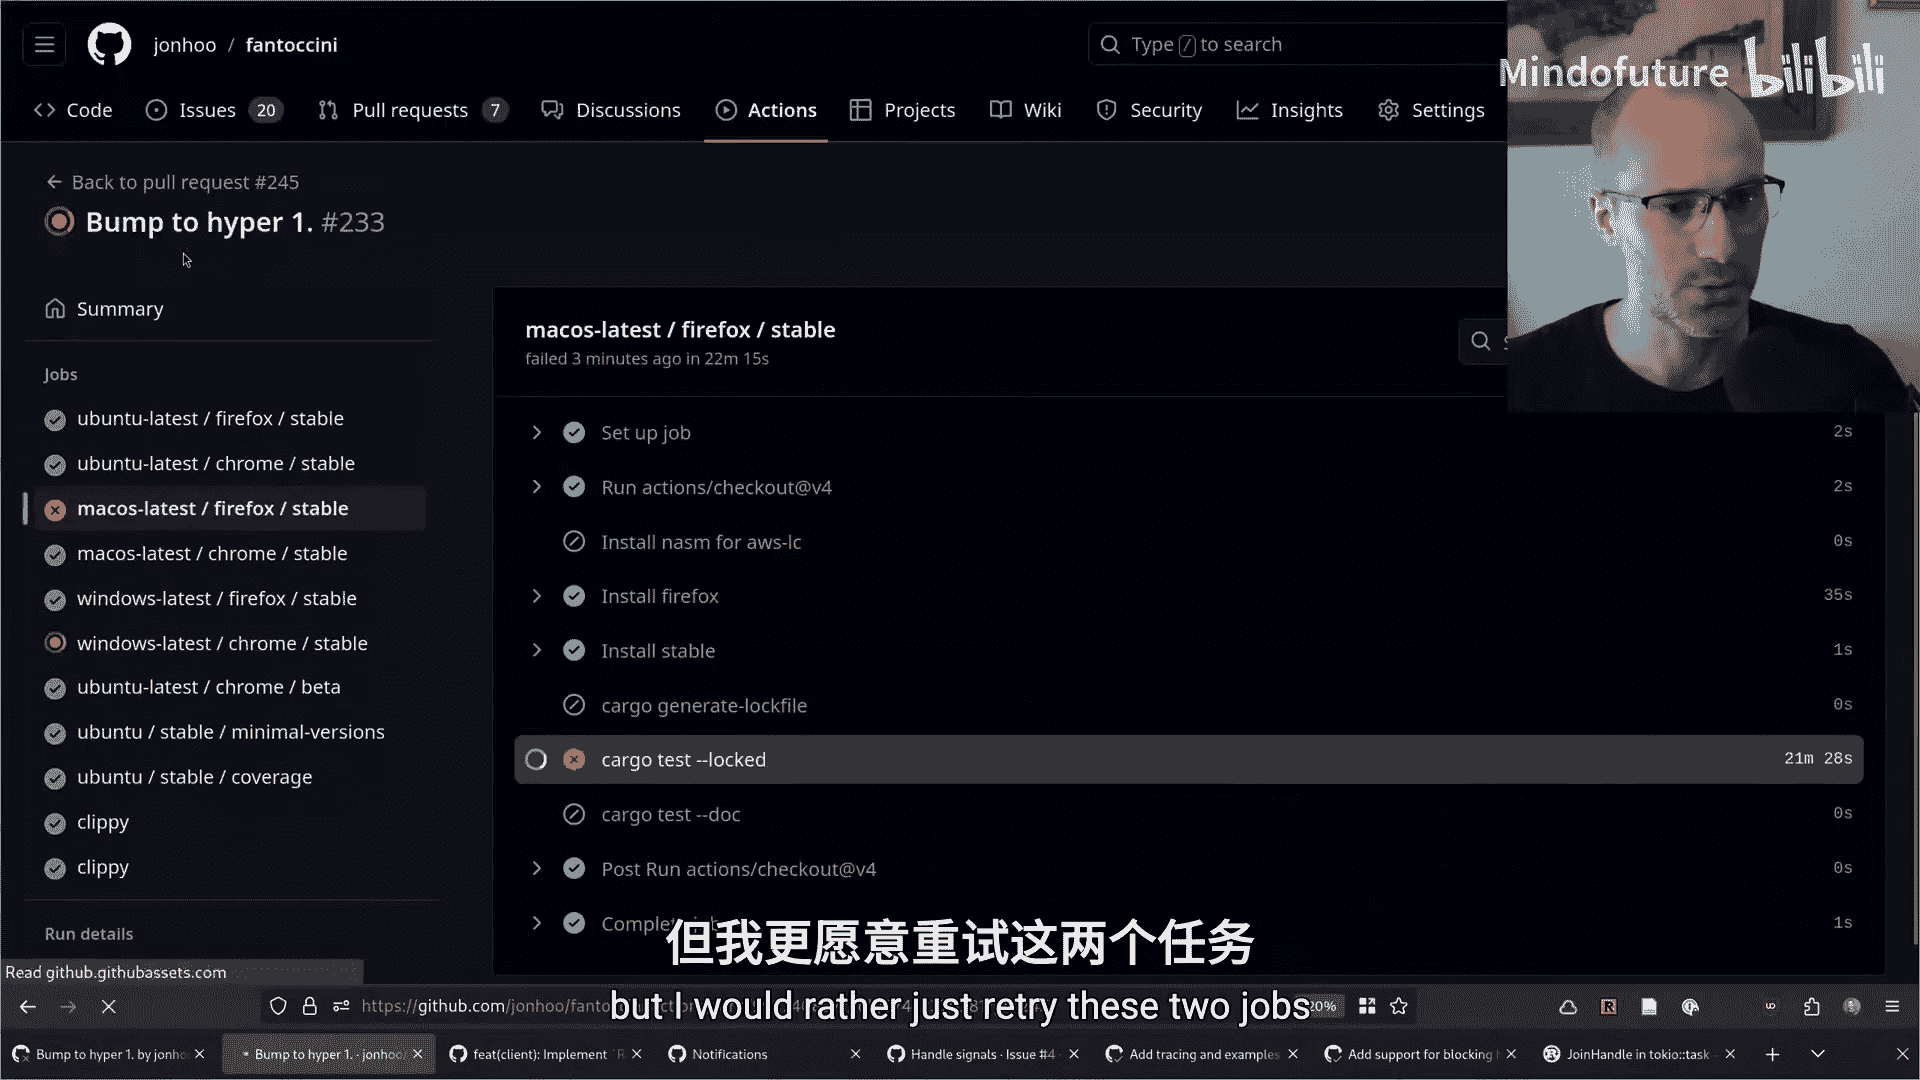 jonhoo / fantoccini
Type / to search
Mindofuture bilibili
Code
Issues 20
Pull requests 7
Discussions
Actions
Projects
Wiki
Security
Insights
Settings
Back to pull request #245
Bump to hyper 1. #233
Summary
Jobs
ubuntu-latest / firefox / stable
ubuntu-latest / chrome / stable
macos-latest / firefox / stable
macos-latest / chrome / stable
windows-latest / firefox / stable
windows-latest / chrome / stable
ubuntu-latest / chrome / beta
ubuntu / stable / minimal-versions
ubuntu / stable / coverage
clippy
clippy
Run details
macos-latest / firefox / stable
failed 3 minutes ago in 22m 15s
Set up job 2s
Run actions/checkout@v4 2s
Install nasm for aws-lc 0s
Install firefox 35s
Install stable 1s
cargo generate-lockfile 0s
cargo test --locked 21m 28s
cargo test --doc 0s
Post Run actions/checkout@v4 0s
1s
但我更愿意重试这两个任务
Read github.githubassets.com
https://github.com/jonhoo/
but I would rather just retry these two jobs
Bump to hyper 1. by jonho
Bump to hyper 1. · jonhoo/
feat(client): Implement
Notifications
Handle signals · Issue #4
Add tracing and examples
Add support for blocking
JoinHandle in tokio::task